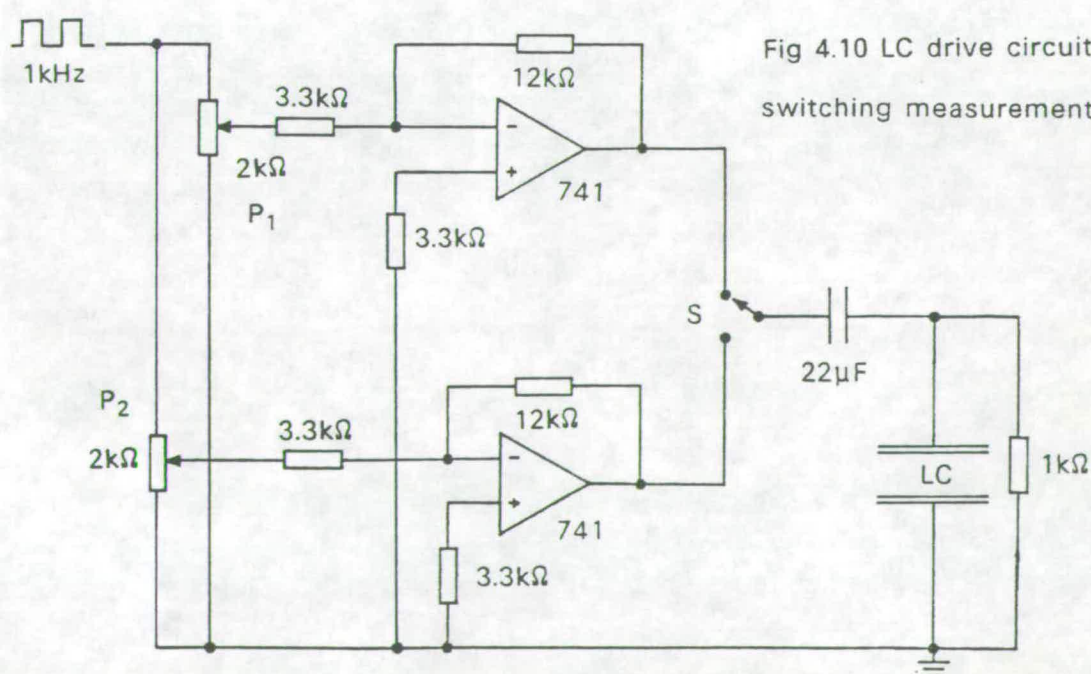 Fig 4.10 LC drive circuit
switching measurement
1kHz
12kΩ
3.3kΩ
2kΩ
P1
-
+
741
3.3kΩ
S
22μF
P2
2kΩ
3.3kΩ
12kΩ
-
+
741
3.3kΩ
LC
1kΩ